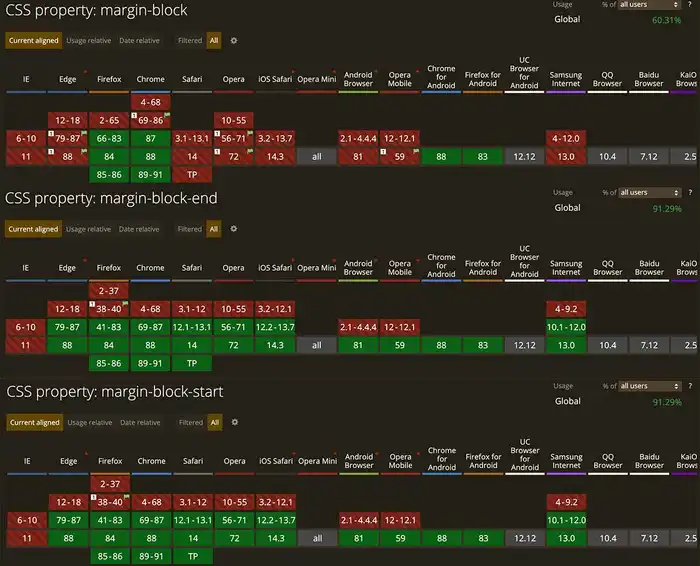 CSS property: margin-block
Usage % of all users ?
Global 60.31%
Current aligned Usage relative Date relative Filtered All
IE Edge Firefox Chrome Safari Opera iOS Safari Opera Mini Android Browser Opera Mobile Chrome for Android Firefox for Android UC Browser for Android Samsung Internet QQ Browser Baidu Browser KaiO Brows
4-68
12-18 2-65 1 69-86 10-55
6-10 1 79-87 66-83 87 3.1-13.1 1 56-71 3.2-13.7 2.1-4.4.4 12-12.1 4-12.0
11 1 88 84 88 14 1 72 14.3 all 81 1 59 88 83 12.12 13.0 10.4 7.12 2.5
85-86 89-91 TP
CSS property: margin-block-end
Usage % of all users ?
Global 91.29%
Current aligned Usage relative Date relative Filtered All
IE Edge Firefox Chrome Safari Opera iOS Safari Opera Mini Android Browser Opera Mobile Chrome for Android Firefox for Android UC Browser for Android Samsung Internet QQ Browser Baidu Browser KaiO Brows
2-37
12-18 1 38-40 4-68 3.1-12 10-55 3.2-12.1 4-9.2
6-10 79-87 41-83 69-87 12.1-13.1 56-71 12.2-13.7 2.1-4.4.4 12-12.1 10.1-12.0
11 88 84 88 14 72 14.3 all 81 59 88 83 12.12 13.0 10.4 7.12 2.5
85-86 89-91 TP
CSS property: margin-block-start
Usage % of all users ?
Global 91.29%
Current aligned Usage relative Date relative Filtered All
IE Edge Firefox Chrome Safari Opera iOS Safari Opera Mini Android Browser Opera Mobile Chrome for Android Firefox for Android UC Browser for Android Samsung Internet QQ Browser Baidu Browser KaiO Brows
2-37
12-18 1 38-40 4-68 3.1-12 10-55 3.2-12.1 4-9.2
6-10 79-87 41-83 69-87 12.1-13.1 56-71 12.2-13.7 2.1-4.4.4 12-12.1 10.1-12.0
11 88 84 88 14 72 14.3 all 81 59 88 83 12.12 13.0 10.4 7.12 2.5
85-86 89-91 TP